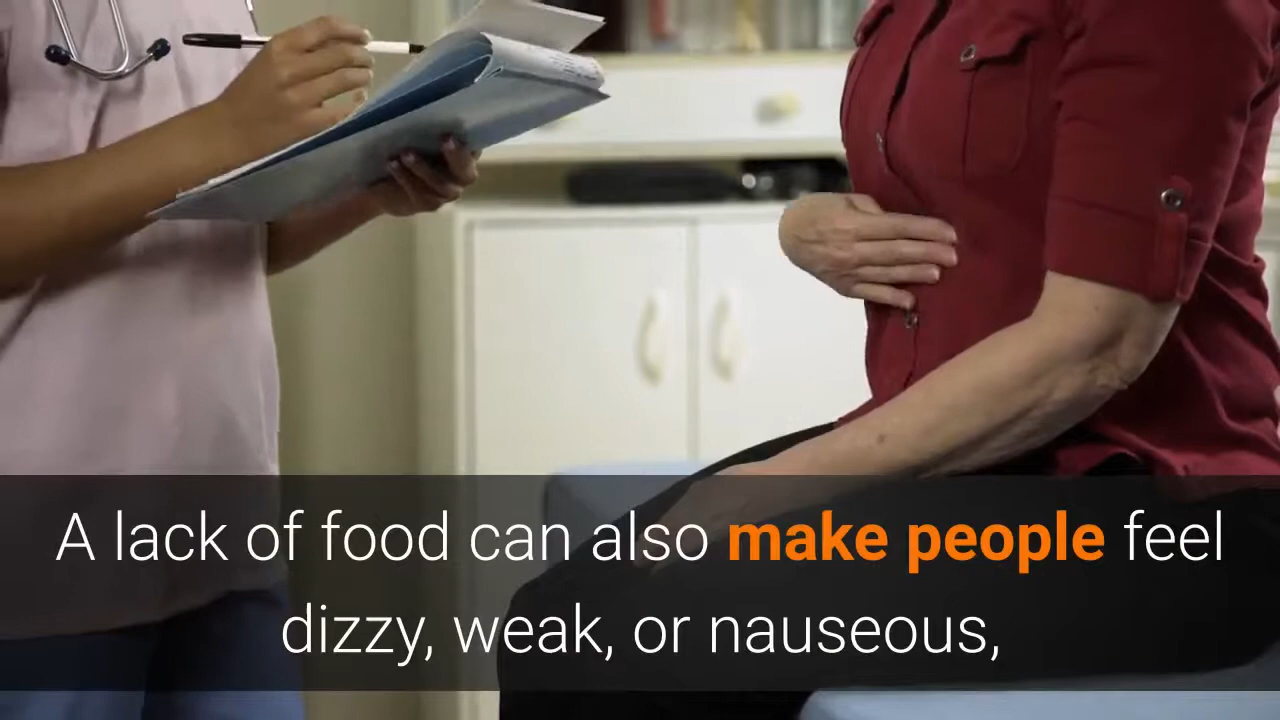 A lack of food can also make people feel
dizzy, weak, or nauseous,